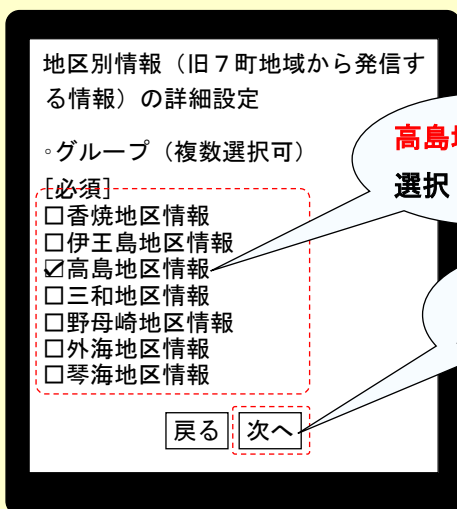 地区別情報（旧７町地域から発信す
る情報）の詳細設定
◦グループ（複数選択可）
[必須]
□香焼地区情報
□伊王島地区情報
☑高島地区情報
□三和地区情報
□野母崎地区情報
□外海地区情報
□琴海地区情報
戻る 次へ
高島
選択